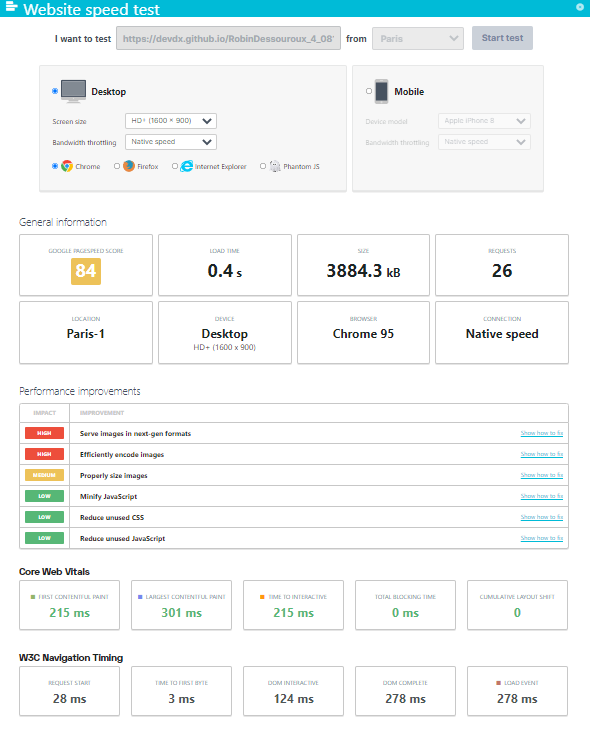 Website speed test
I want to test https://devdx.github.io/RobinDessouroux_4_08 from Paris Start test
Desktop
Mobile
Screen size HD+ (1600 × 900)
Device model Apple iPhone 8
Bandwidth throttling Native speed
Bandwidth throttling Native speed
Chrome Firefox Internet Explorer Phantom JS
General information
GOOGLE PAGESPEED SCORE LOAD TIME SIZE REQUESTS
84 0.4 s 3884.3 kB 26
LOCATION DEVICE BROWSER CONNECTION
Paris-1 Desktop Chrome 95 Native speed
HD+ (1600 x 900)
Performance improvements
IMPACT IMPROVEMENT
HIGH Serve images in next-gen formats Show how to fix
HIGH Efficiently encode images Show how to fix
MEDIUM Properly size images Show how to fix
LOW Minify JavaScript Show how to fix
LOW Reduce unused CSS Show how to fix
LOW Reduce unused JavaScript Show how to fix
Core Web Vitals
FIRST CONTENTFUL PAINT LARGEST CONTENTFUL PAINT TIME TO INTERACTIVE TOTAL BLOCKING TIME CUMULATIVE LAYOUT SHIFT
215 ms 301 ms 215 ms 0 ms 0
W3C Navigation Timing
REQUEST START TIME TO FIRST BYTE DOM INTERACTIVE DOM COMPLETE LOAD EVENT
28 ms 3 ms 124 ms 278 ms 278 ms